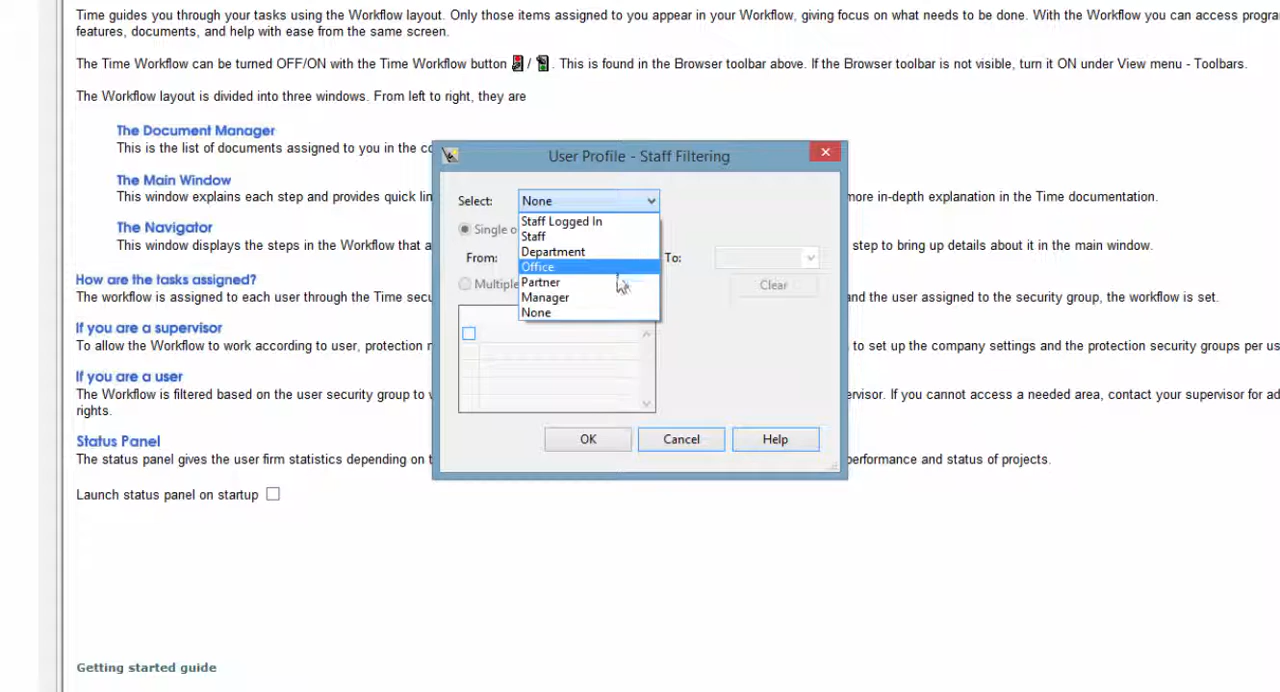 Time guides you through your tasks using the Workflow layout. Only those items assigned to you appear in your Workflow, giving focus on what needs to be done. With the Workflow you can access
features, documents, and help with ease from the same screen.
The Time Workflow can be turned OFF/ON with the Time Workflow button / . This is found in the Browser toolbar above. If the Browser toolbar is not visible, turn it ON under View menu - Toolbars.
The Workflow layout is divided into three windows. From left to right, they are
The Document Manager
This is the list of documents assigned to you in the
The Main Window
This window explains each step and provides quick more in-depth explanation in the Time documentation.
The Navigator
This window displays the steps in the Workflow that step to bring up details about it in the main window.
How are the tasks assigned?
The workflow is assigned to each user through the Time and the user assigned to the security group, the workflow is set.
If you are a supervisor
To allow the Workflow to work according to user, protection to set up the company settings and the protection security groups per
If you are a user
The Workflow is filtered based on the user security group to If you cannot access a needed area, contact your supervisor for
rights.
Status Panel
The status panel gives the user firm statistics depending on performance and status of projects.
Launch status panel on startup
Getting started guide
User Profile - Staff Filtering
Select: None
Staff Logged In
Staff
Department
Office
Partner
Manager
None
Single
From: To:
Multiple Clear
OK Cancel Help